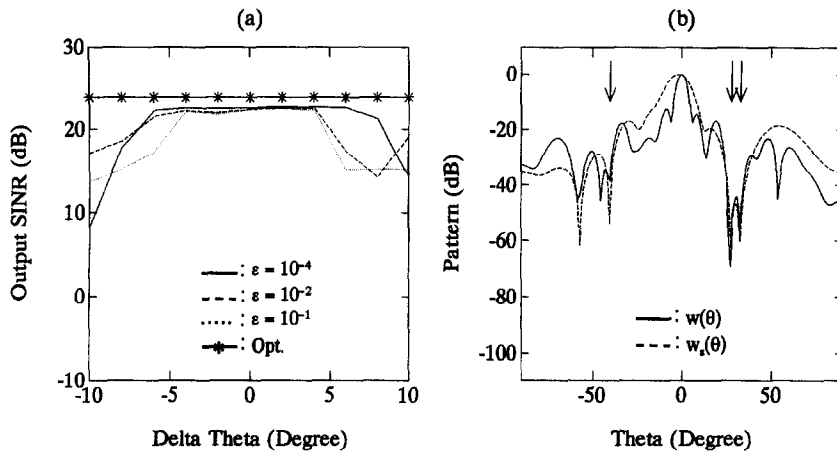 (a)
30
20
10
0
-10
-10
-5
0
5
10
Output SINR (dB)
Delta Theta (Degree)
: ε = 10⁻⁴
: ε = 10⁻²
: ε = 10⁻¹
: Opt.
(b)
0
-20
-40
-60
-80
-100
-50
0
50
Pattern (dB)
Theta (Degree)
: w(θ)
: wₛ(θ)